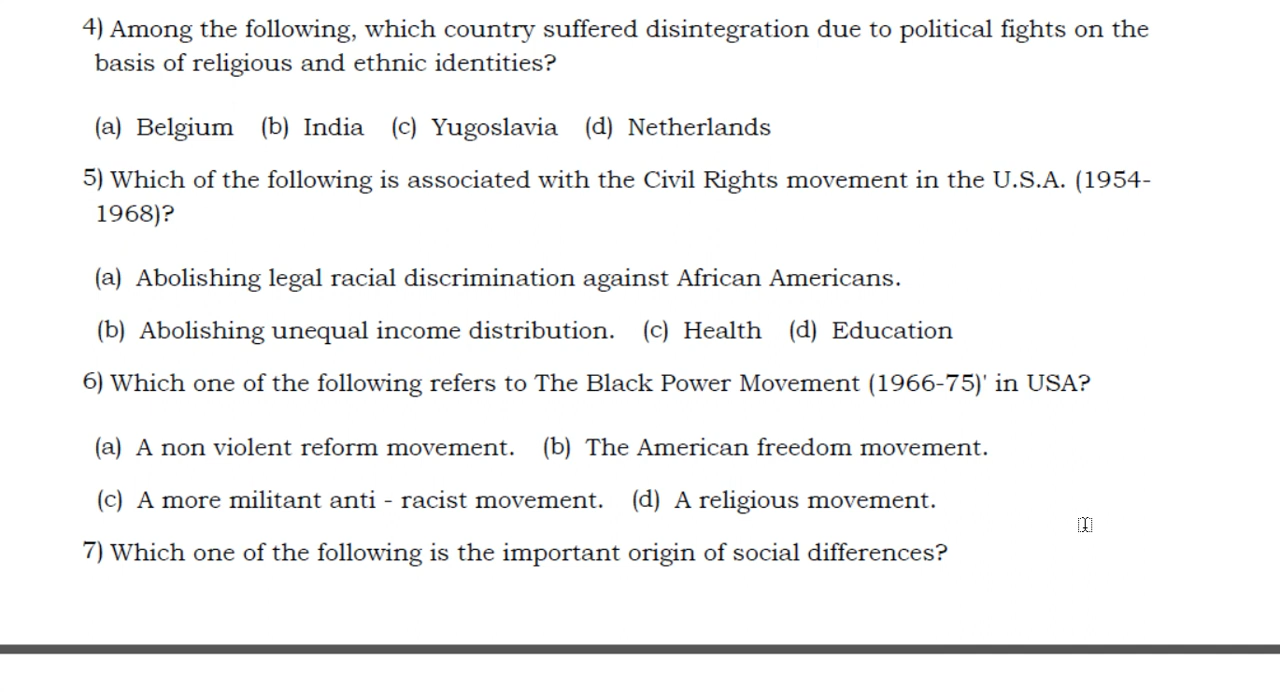 4) Among the following, which country suffered disintegration due to political fights on the
basis of religious and ethnic identities?
(a) Belgium (b) India (c) Yugoslavia (d) Netherlands
5) Which of the following is associated with the Civil Rights movement in the U.S.A. (1954-
1968)?
(a) Abolishing legal racial discrimination against African Americans.
(b) Abolishing unequal income distribution. (c) Health (d) Education
6) Which one of the following refers to The Black Power Movement (1966-75)' in USA?
(a) A non violent reform movement. (b) The American freedom movement.
(c) A more militant anti - racist movement. (d) A religious movement.
7) Which one of the following is the important origin of social differences?